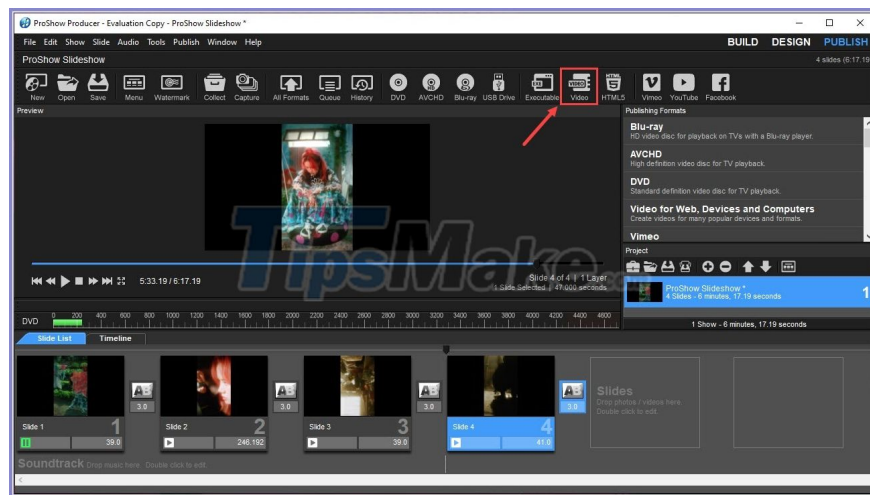 ProShow Producer - Evaluation Copy - ProShow Slideshow *
File Edit Show Slide Audio Tools Publish Window Help
BUILD DESIGN PUBLISH
ProShow Slideshow
4 slides (6:17.19
New Open Save Menu Watermark Collect Capture All Formats Queue History DVD AVCHD Blu-ray USB Drive Executable Video HTML5 Vimeo YouTube Facebook
Preview
Publishing Formats
Blu-ray
HD video disc for playback on TVs with a Blu-ray player.
AVCHD
High definition video disc for TV playback.
DVD
Standard definition video disc for TV playback.
Video for Web, Devices and Computers
Create videos for many popular devices and formats.
Vimeo
TipsMake.com
5:33.19 / 6:17.19
Slide 4 of 4 | 1 Layer
1 Slide Selected | 47.000 seconds
Project
ProShow Slideshow *
4 Slides - 6 minutes, 17.19 seconds
1
1 Show - 6 minutes, 17.19 seconds
DVD 0 200 400 600 800 1000 1200 1400 1600 1800 2000 2200 2400 2600 2800 3000 3200 3400 3600 3800 4000 4200 4400 4600
Slide List Timeline
AB AB AB AB
3.0 3.0 3.0 3.0
Slides
Drop photos / videos here.
Double click to edit.
Slide 1 1 Slide 2 2 Slide 3 3 Slide 4 4
39.0 246.192 39.0 41.0
Soundtrack Drop music here. Double click to edit.